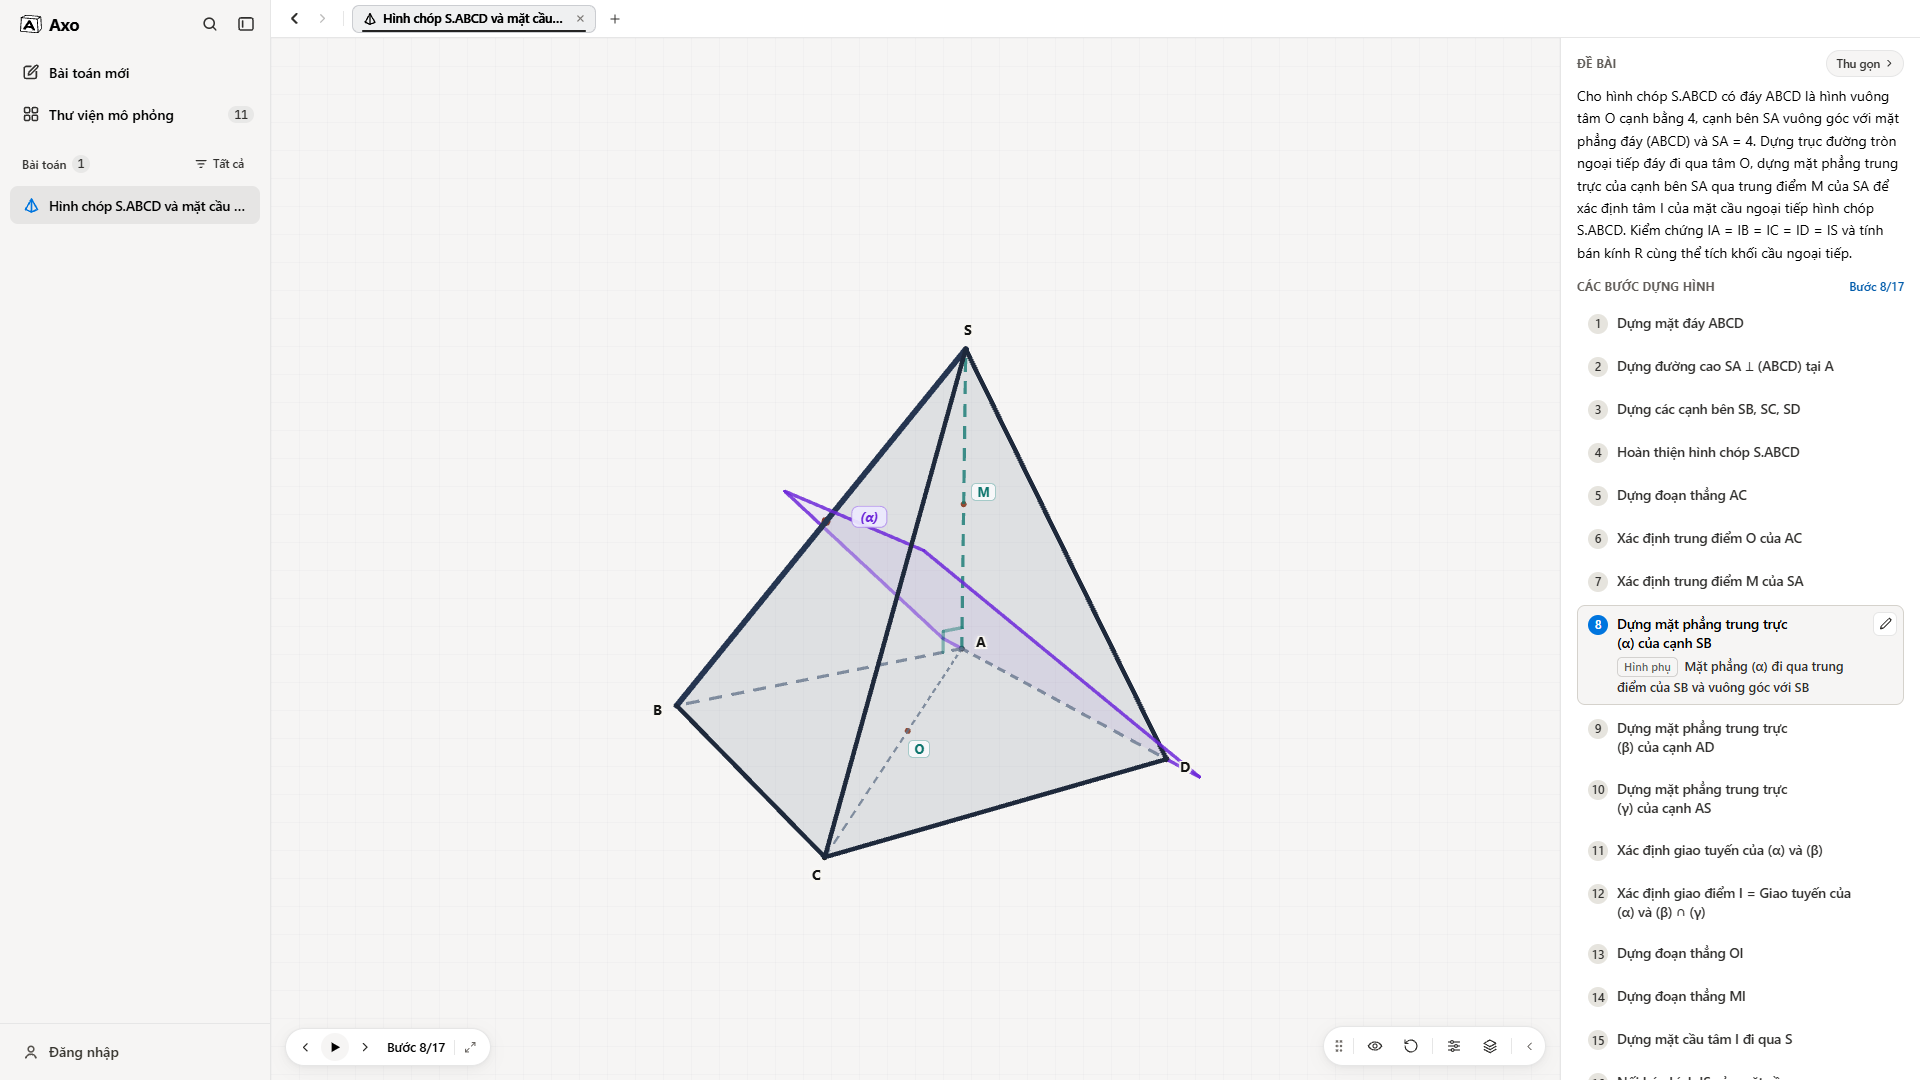 Axo
Bài toán mới
Thư viện mô phỏng 11
Bài toán 1 Tất cả
Hình chóp S.ABCD và mặt cầu ...
Đăng nhập
Hình chóp S.ABCD và mặt cầu...
S
M
(α)
A
B
O
D
C
Bước 8/17
ĐỀ BÀI
Thu gọn
Cho hình chóp S.ABCD có đáy ABCD là hình vuông
tâm O cạnh bằng 4, cạnh bên SA vuông góc với mặt
phẳng đáy (ABCD) và SA = 4. Dựng trục đường tròn
ngoại tiếp đáy đi qua tâm O, dựng mặt phẳng trung
trực của cạnh bên SA qua trung điểm M của SA để
xác định tâm I của mặt cầu ngoại tiếp hình chóp
S.ABCD. Kiểm chứng IA = IB = IC = ID = IS và tính
bán kính R cùng thể tích khối cầu ngoại tiếp.
CÁC BƯỚC DỰNG HÌNH
Bước 8/17
1 Dựng mặt đáy ABCD
2 Dựng đường cao SA ⊥ (ABCD) tại A
3 Dựng các cạnh bên SB, SC, SD
4 Hoàn thiện hình chóp S.ABCD
5 Dựng đoạn thẳng AC
6 Xác định trung điểm O của AC
7 Xác định trung điểm M của SA
8 Dựng mặt phẳng trung trực
(α) của cạnh SB
Hình phụ Mặt phẳng (α) đi qua trung
điểm của SB và vuông góc với SB
9 Dựng mặt phẳng trung trực
(β) của cạnh AD
10 Dựng mặt phẳng trung trực
(γ) của cạnh AS
11 Xác định giao tuyến của (α) và (β)
12 Xác định giao điểm I = Giao tuyến của
(α) và (β) ∩ (γ)
13 Dựng đoạn thẳng OI
14 Dựng đoạn thẳng MI
15 Dựng mặt cầu tâm I đi qua S